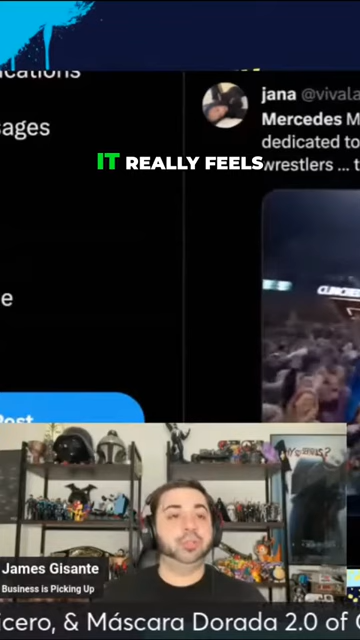 ications
jana @vivala
sages
Mercedes M
dedicated to
IT REALLY FEELS
wrestlers ... t
e
Post
James Gisante
Business is Picking Up
icero, & Máscara Dorada 2.0 of C